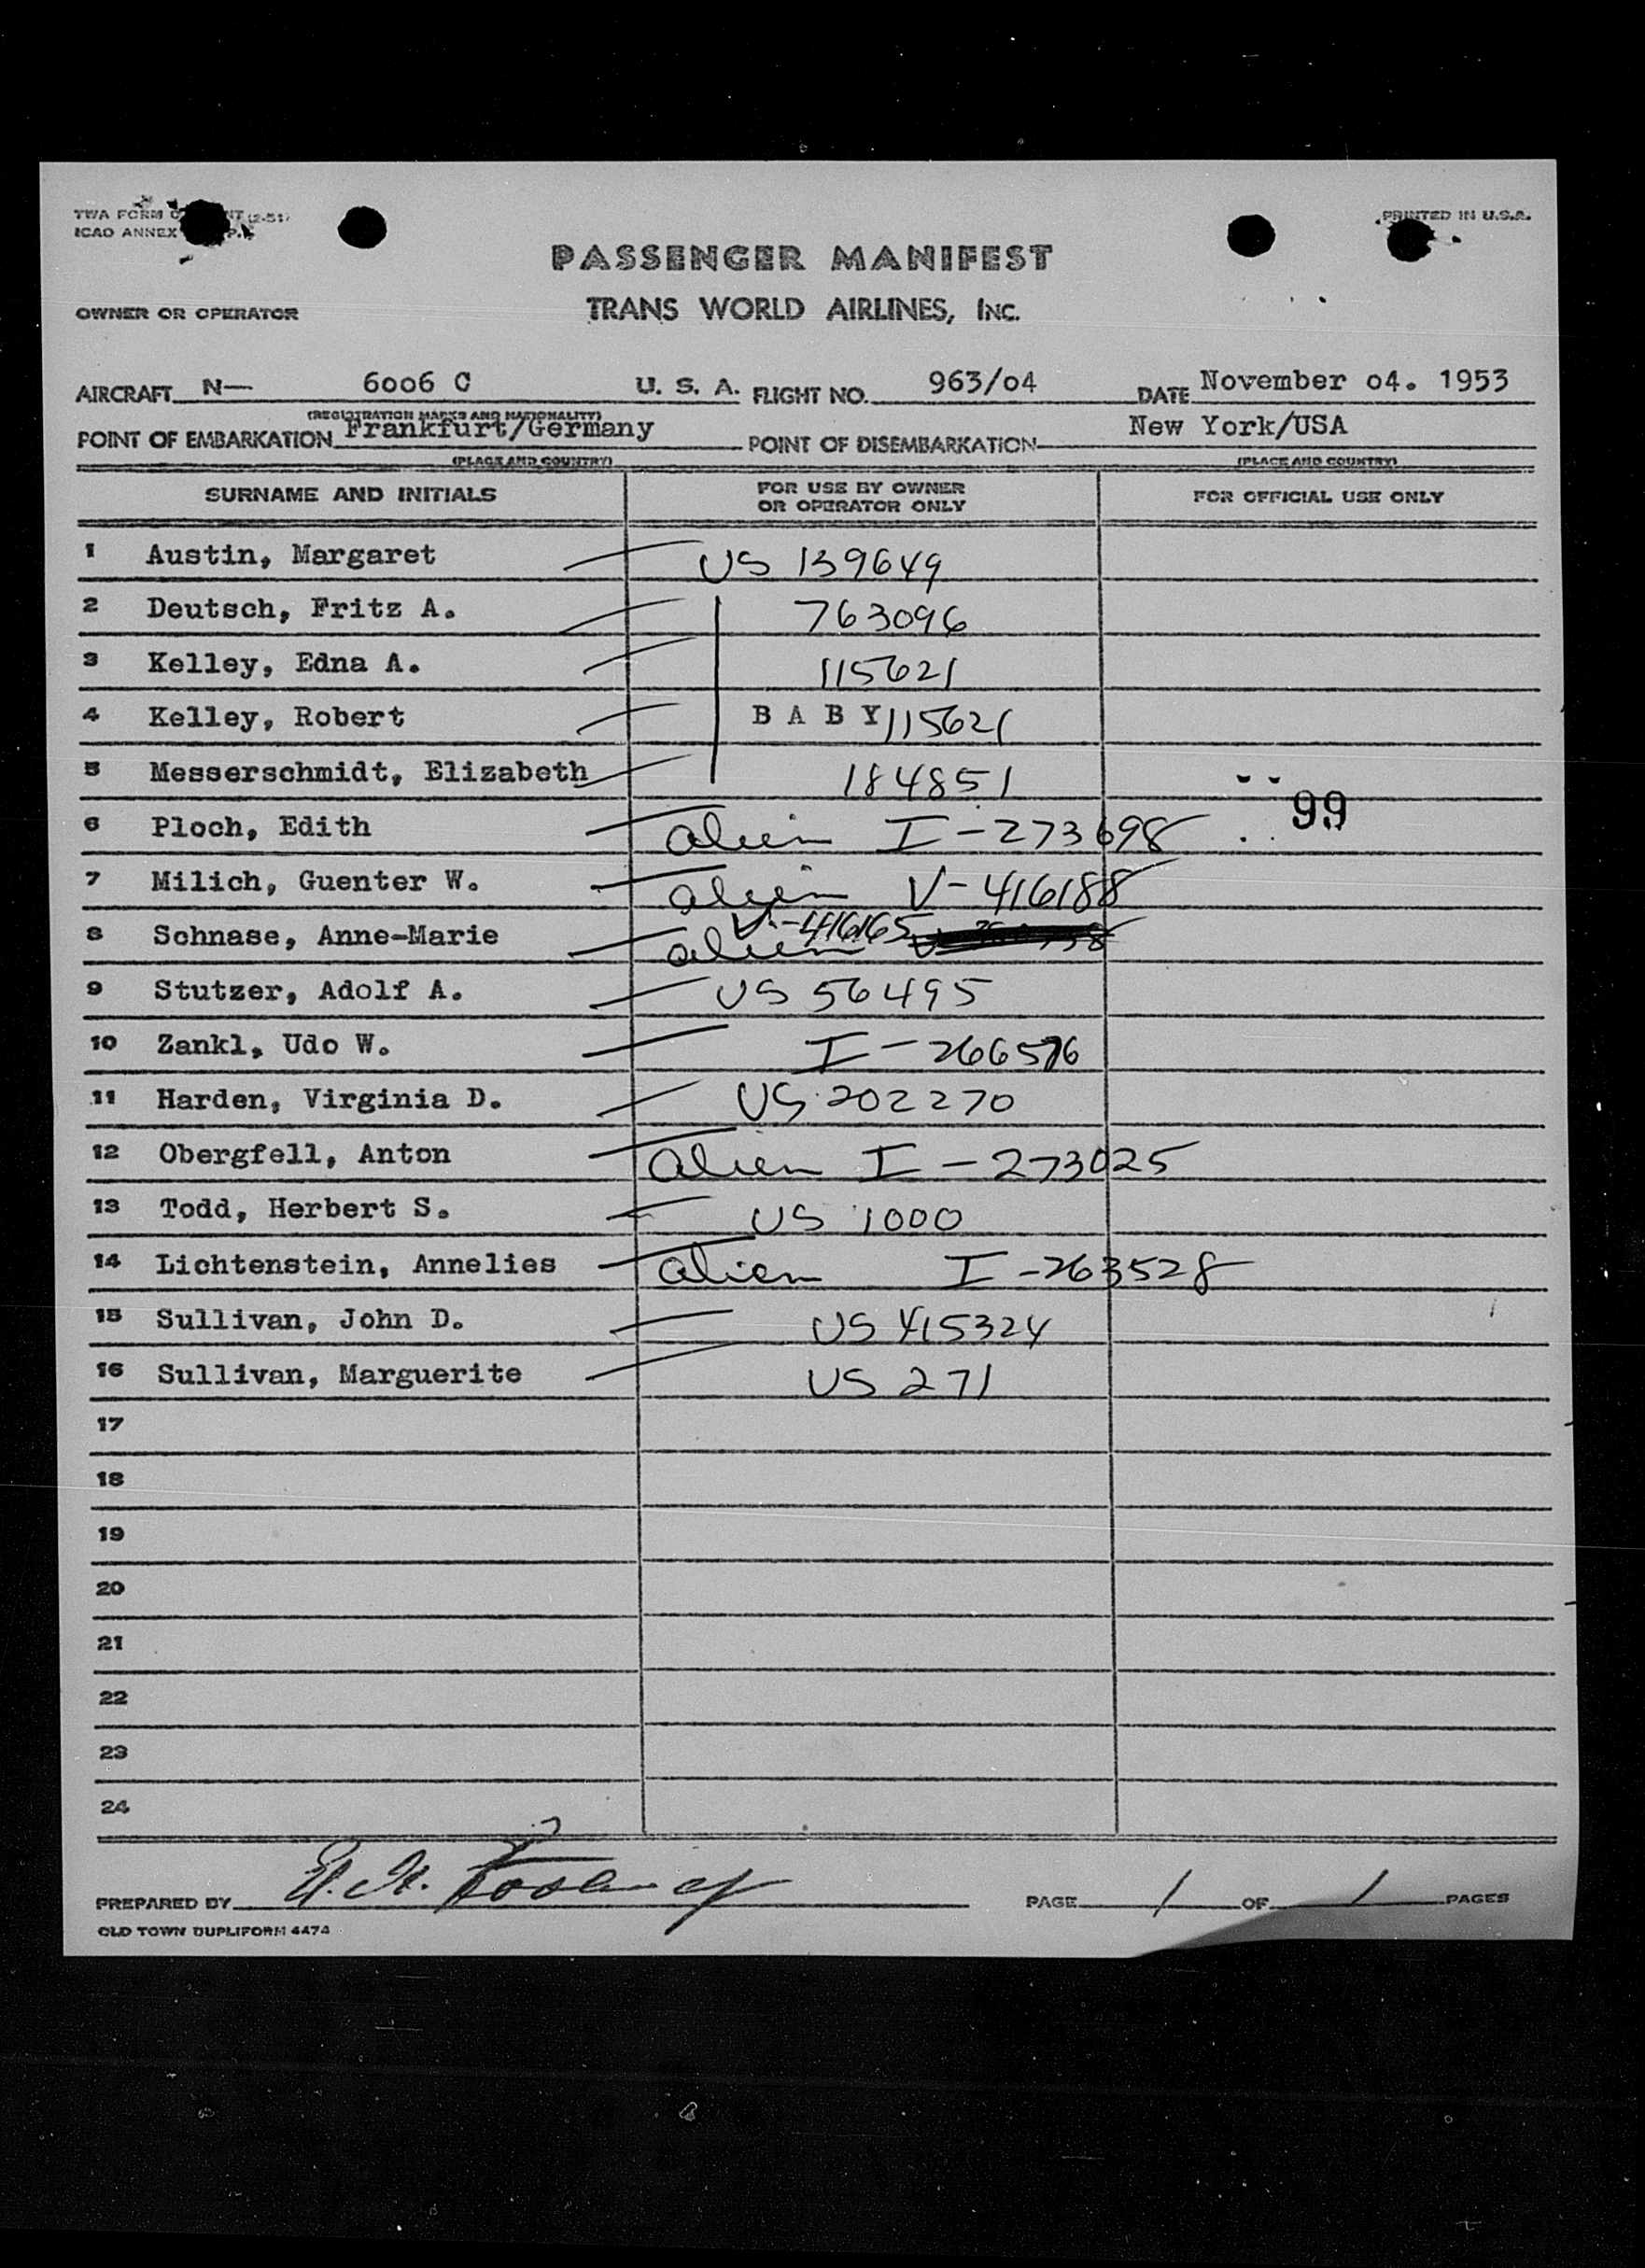 TWA FORM
ICAO ANNEX
PRINTED IN U.S.A.
PASSENGER MANIFEST
OWNER OR OPERATOR TRANS WORLD AIRLINES, INC.
AIRCRAFT N— 6006 C U. S. A. FLIGHT NO. 963/04 DATE November 04. 1953
(REGISTRATION MARKS AND NATIONALITY)
POINT OF EMBARKATION Frankfurt/Germany POINT OF DISEMBARKATION New York/USA
(PLACE AND COUNTRY) (PLACE AND COUNTRY)
SURNAME AND INITIALS FOR USE BY OWNER OR OPERATOR ONLY FOR OFFICIAL USE ONLY
1 Austin, Margaret US 139649
2 Deutsch, Fritz A. 763096
3 Kelley, Edna A. 115621
4 Kelley, Robert B A B Y 115621
5 Messerschmidt, Elizabeth 184851
99
6 Ploch, Edith alien I-273698
7 Milich, Guenter W. alien V-416188
8 Schnase, Anne-Marie alien V-416165
9 Stutzer, Adolf A. US 56495
10 Zankl, Udo W. I-266576
11 Harden, Virginia D. US 202270
12 Obergfell, Anton alien I-273025
13 Todd, Herbert S. US 1000
14 Lichtenstein, Annelies alien I-263528
15 Sullivan, John D. US 415324
16 Sullivan, Marguerite US 271
17
18
19
20
21
22
23
24
PREPARED BY PAGE 1 OF 1 PAGES
OLD TOWN DUPLIFORM 4474